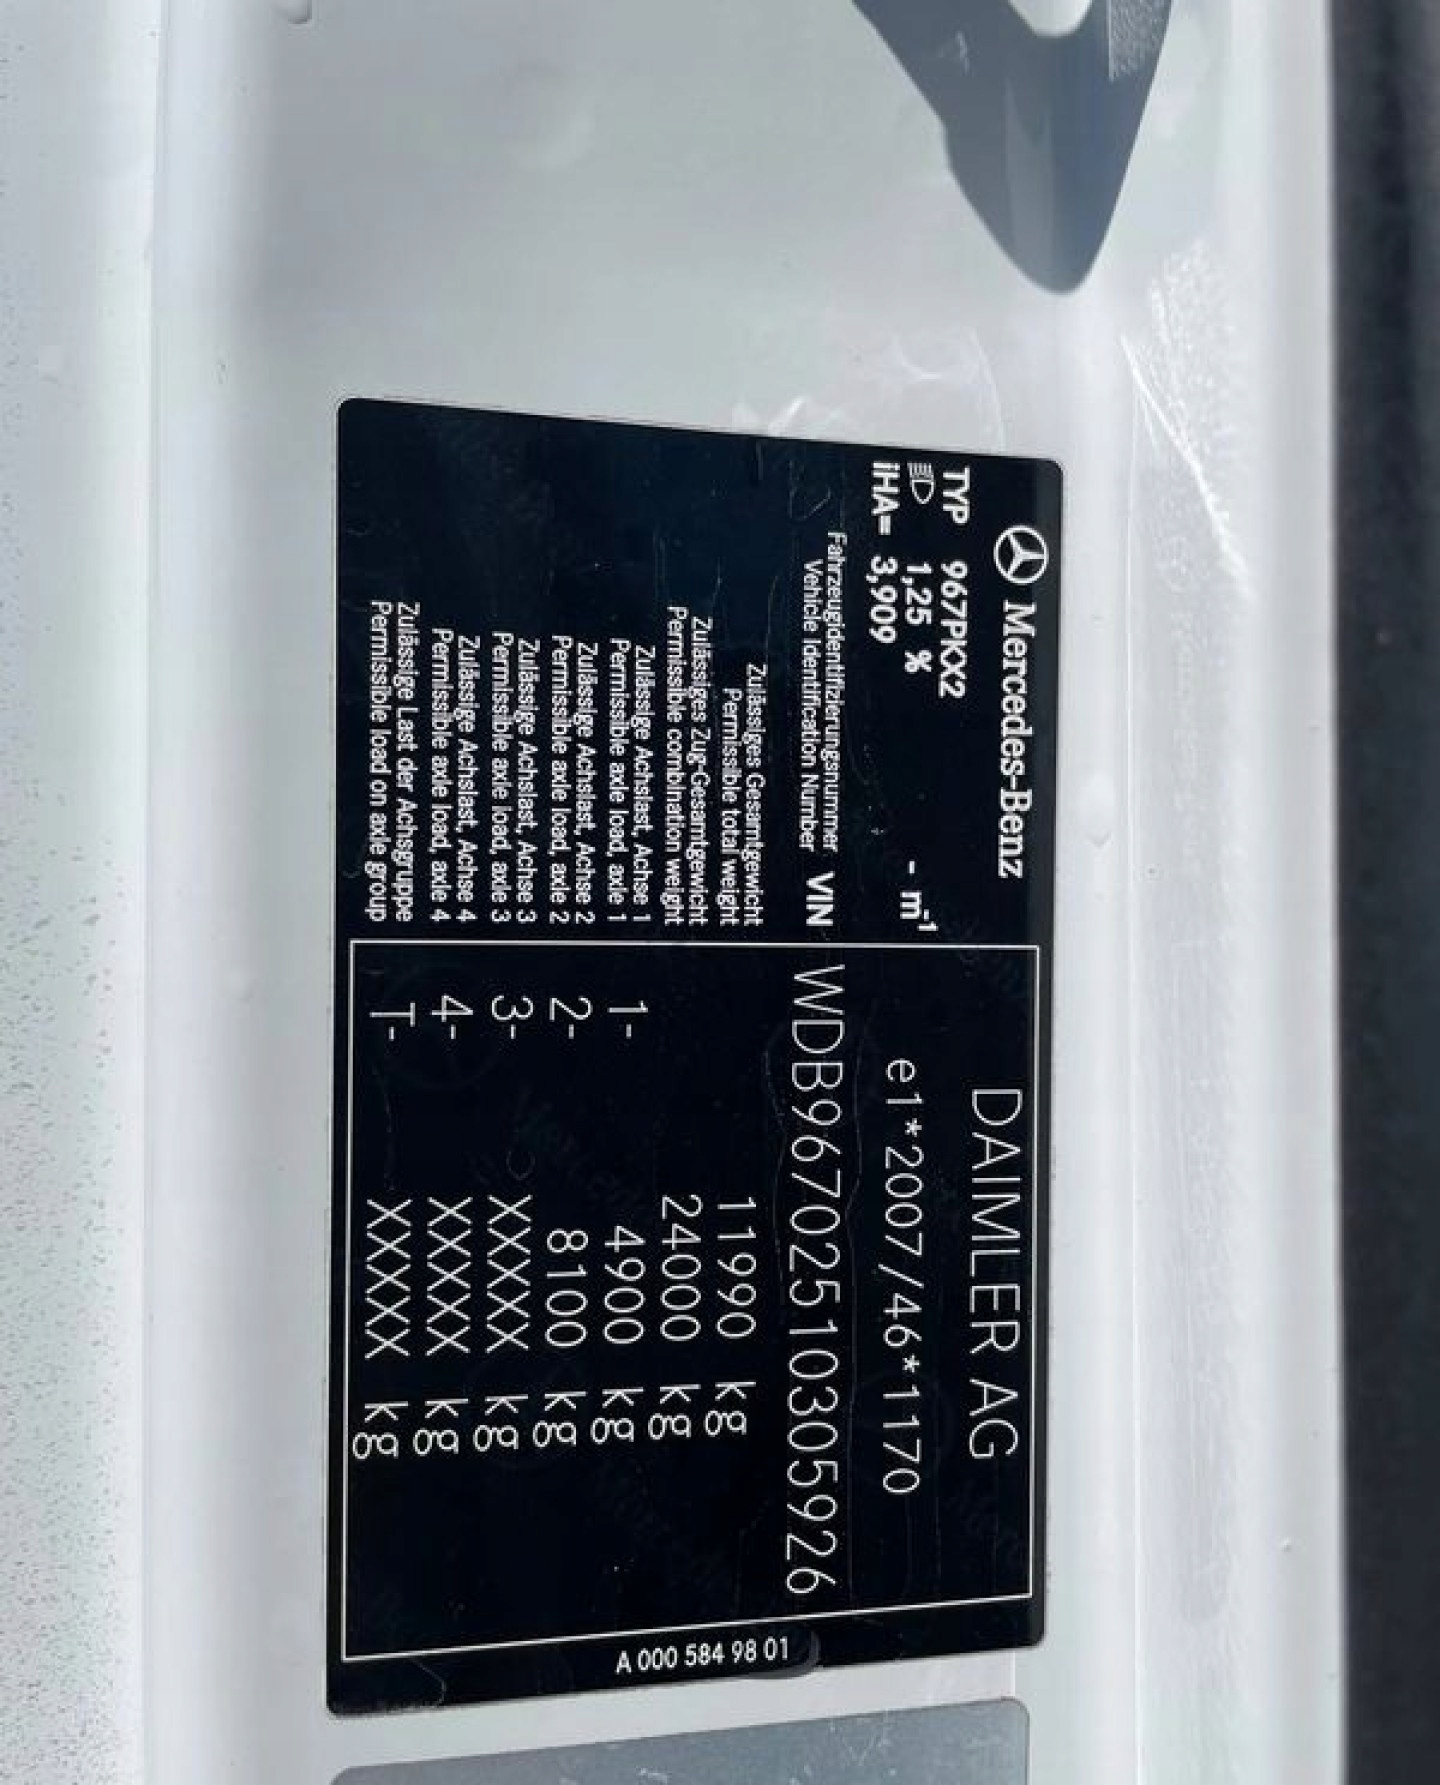 Mercedes-Benz
DAIMLER AG
TYP 967PKX2
1,25 % - m-1
e1*2007/46*1170
iHA= 3,909
Fahrzeugidentifizierungsnummer
Vehicle Identification Number VIN WDB9670251030592​6
Zulässiges Gesamtgewicht
Permissible total weight 11990 kg
Zulässiges Zug-Gesamtgewicht
Permissible combination weight 24000 kg
Zulässige Achslast, Achse 1
Permissible axle load, axle 1 1- 4900 kg
Zulässige Achslast, Achse 2
Permissible axle load, axle 2 2- 8100 kg
Zulässige Achslast, Achse 3
Permissible axle load, axle 3 3- XXXXX kg
Zulässige Achslast, Achse 4
Permissible axle load, axle 4 4- XXXXX kg
Zulässige Last der Achsgruppe
Permissible load on axle group T- XXXXX kg
A 000 584 98 01